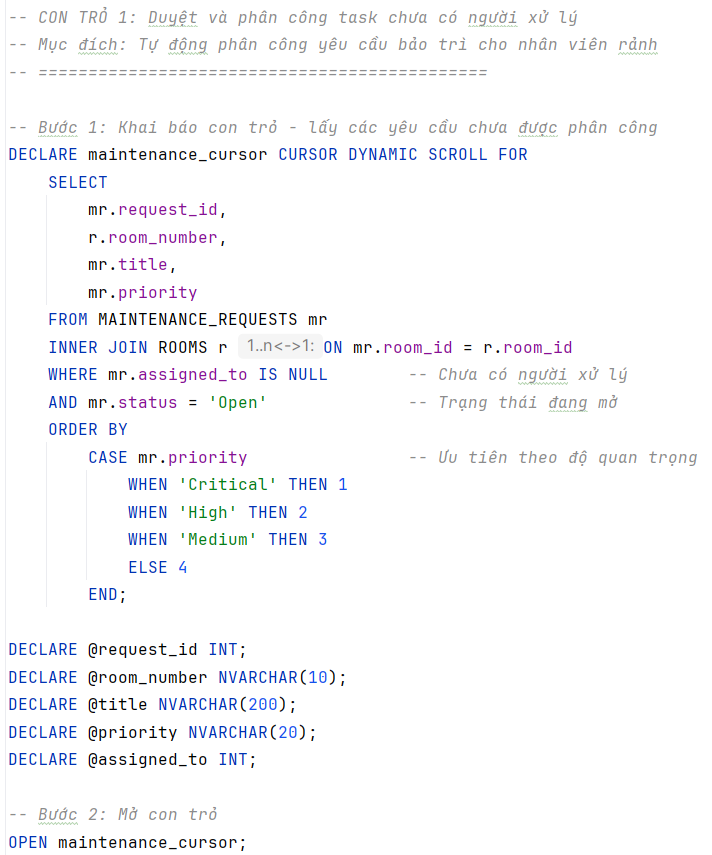 -- CON TRỎ 1: Duyệt và phân công task chưa có người xử lý
-- Mục đích: Tự động phân công yêu cầu bảo trì cho nhân viên rảnh
-- =============================================
-- Bước 1: Khai báo con trỏ - lấy các yêu cầu chưa được phân công
DECLARE maintenance_cursor CURSOR DYNAMIC SCROLL FOR
    SELECT
        mr.request_id,
        r.room_number,
        mr.title,
        mr.priority
    FROM MAINTENANCE_REQUESTS mr
    INNER JOIN ROOMS r 1..n<->1: ON mr.room_id = r.room_id
    WHERE mr.assigned_to IS NULL        -- Chưa có người xử lý
    AND mr.status = 'Open'              -- Trạng thái đang mở
    ORDER BY
        CASE mr.priority                -- Ưu tiên theo độ quan trọng
            WHEN 'Critical' THEN 1
            WHEN 'High' THEN 2
            WHEN 'Medium' THEN 3
            ELSE 4
        END;
DECLARE @request_id INT;
DECLARE @room_number NVARCHAR(10);
DECLARE @title NVARCHAR(200);
DECLARE @priority NVARCHAR(20);
DECLARE @assigned_to INT;
-- Bước 2: Mở con trỏ
OPEN maintenance_cursor;